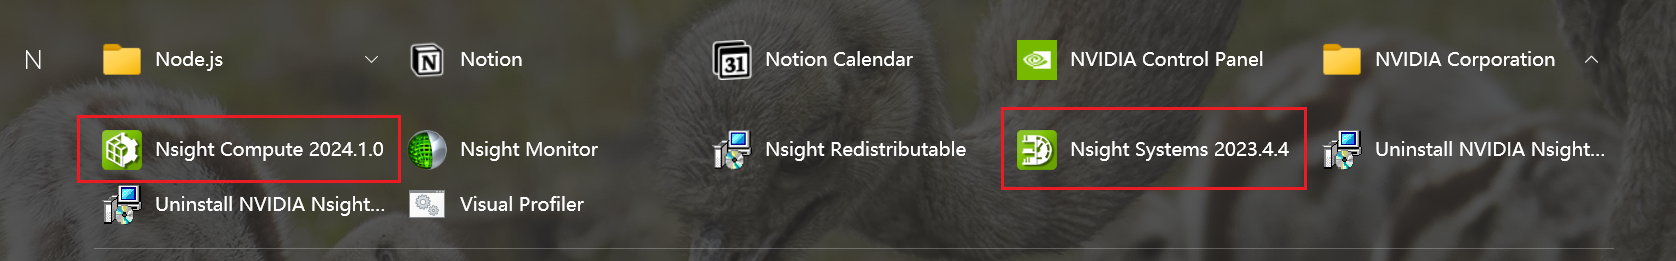 N
Node.js
Notion
31
Notion Calendar
NVIDIA Control Panel
NVIDIA Corporation
Nsight Compute 2024.1.0
Nsight Monitor
Nsight Redistributable
Nsight Systems 2023.4.4
Uninstall NVIDIA Nsight...
Uninstall NVIDIA Nsight...
Visual Profiler